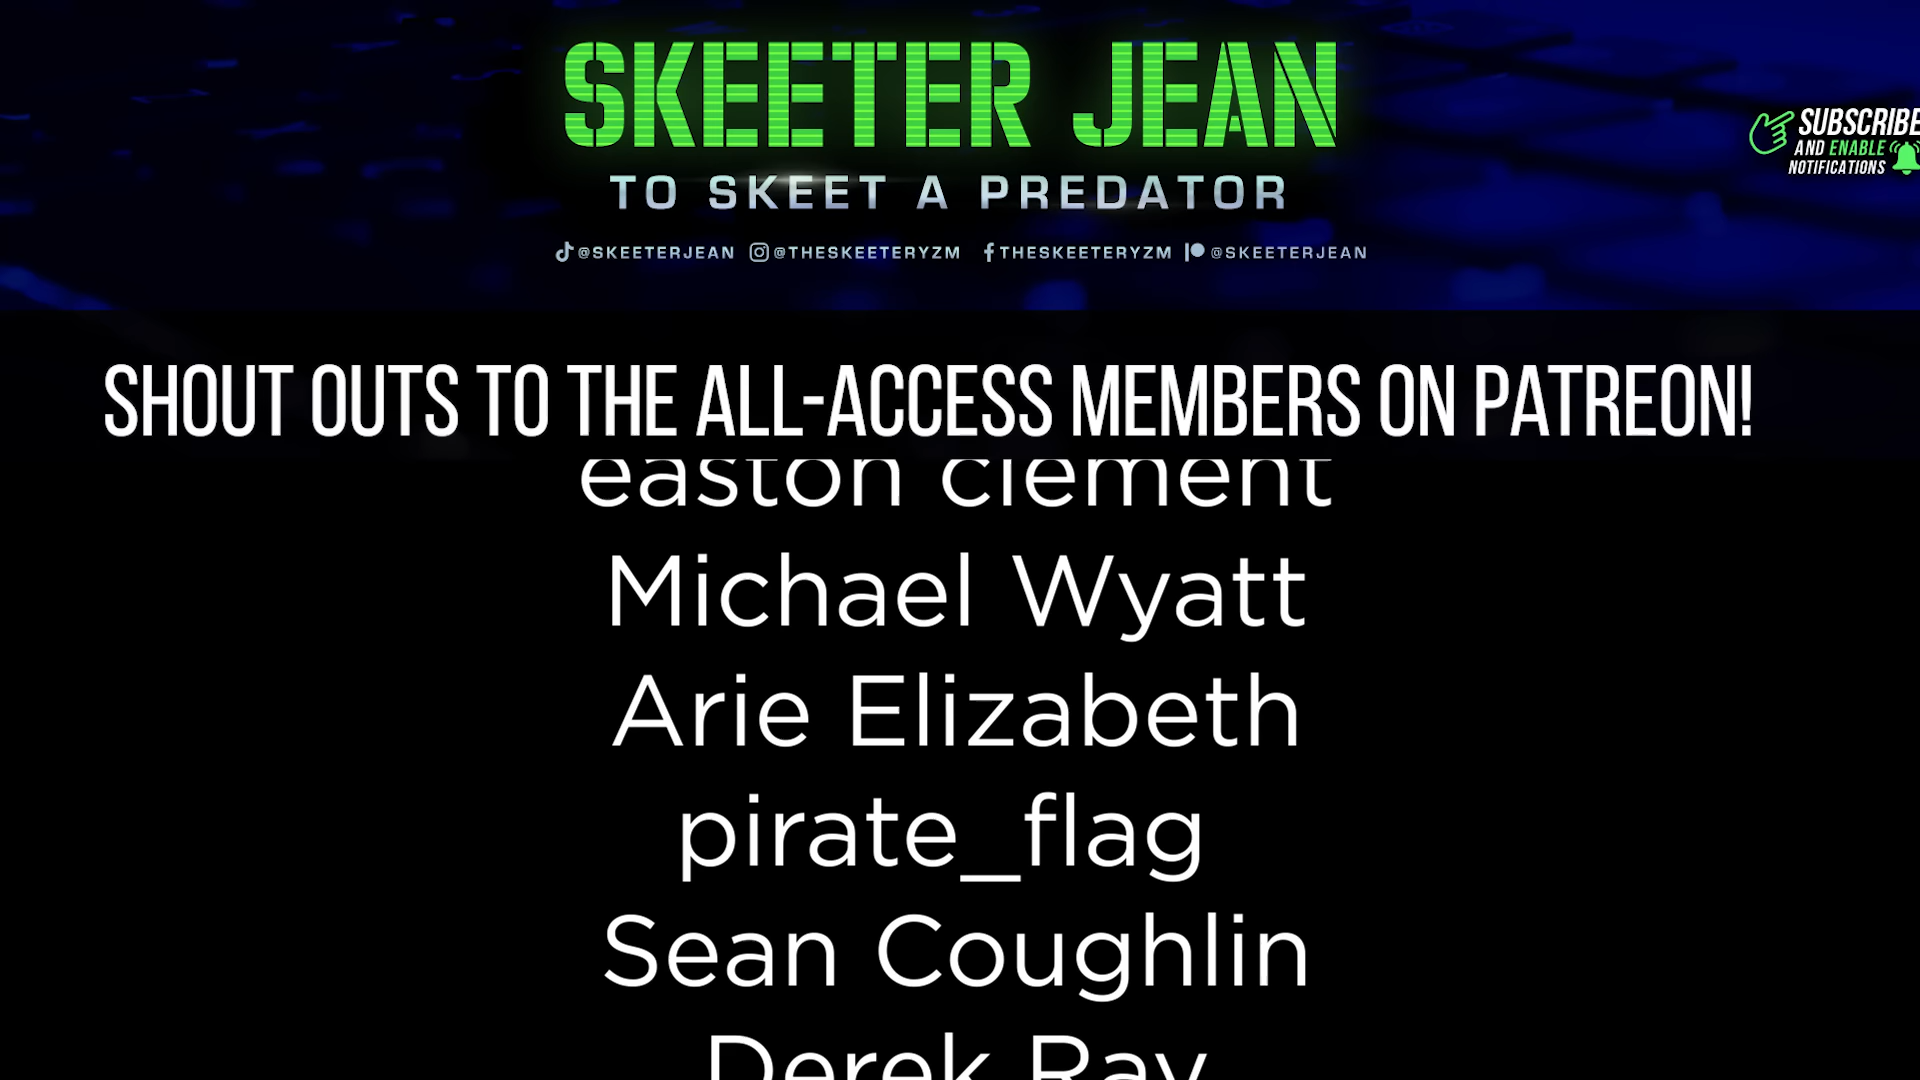 SKEETER JEAN
TO SKEET A PREDATOR
@SKEETERJEAN @THESKEETERYZM THESKEETERYZM @SKEETERJEAN
SUBSCRIBE
AND ENABLE
NOTIFICATIONS
SHOUT OUTS TO THE ALL-ACCESS MEMBERS ON PATREON!
easton clement
Michael Wyatt
Arie Elizabeth
pirate_flag
Sean Coughlin
Derek Ray